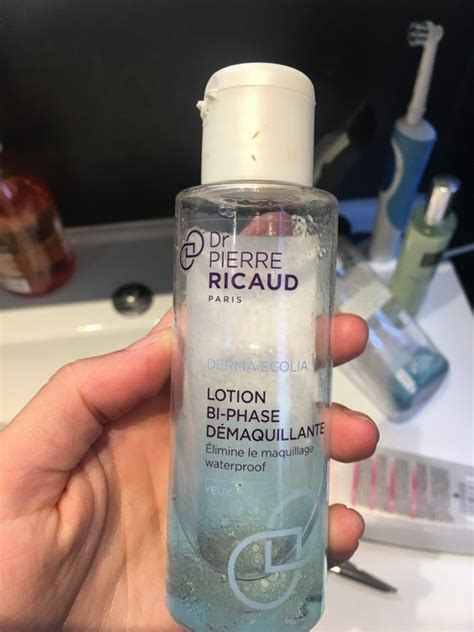 Dr
PIERRE
RICAUD
PARIS
DERMA ECOLIA
LOTION
BI-PHASE
DÉMAQUILLANTE
Élimine le maquillage
waterproof
YEUX